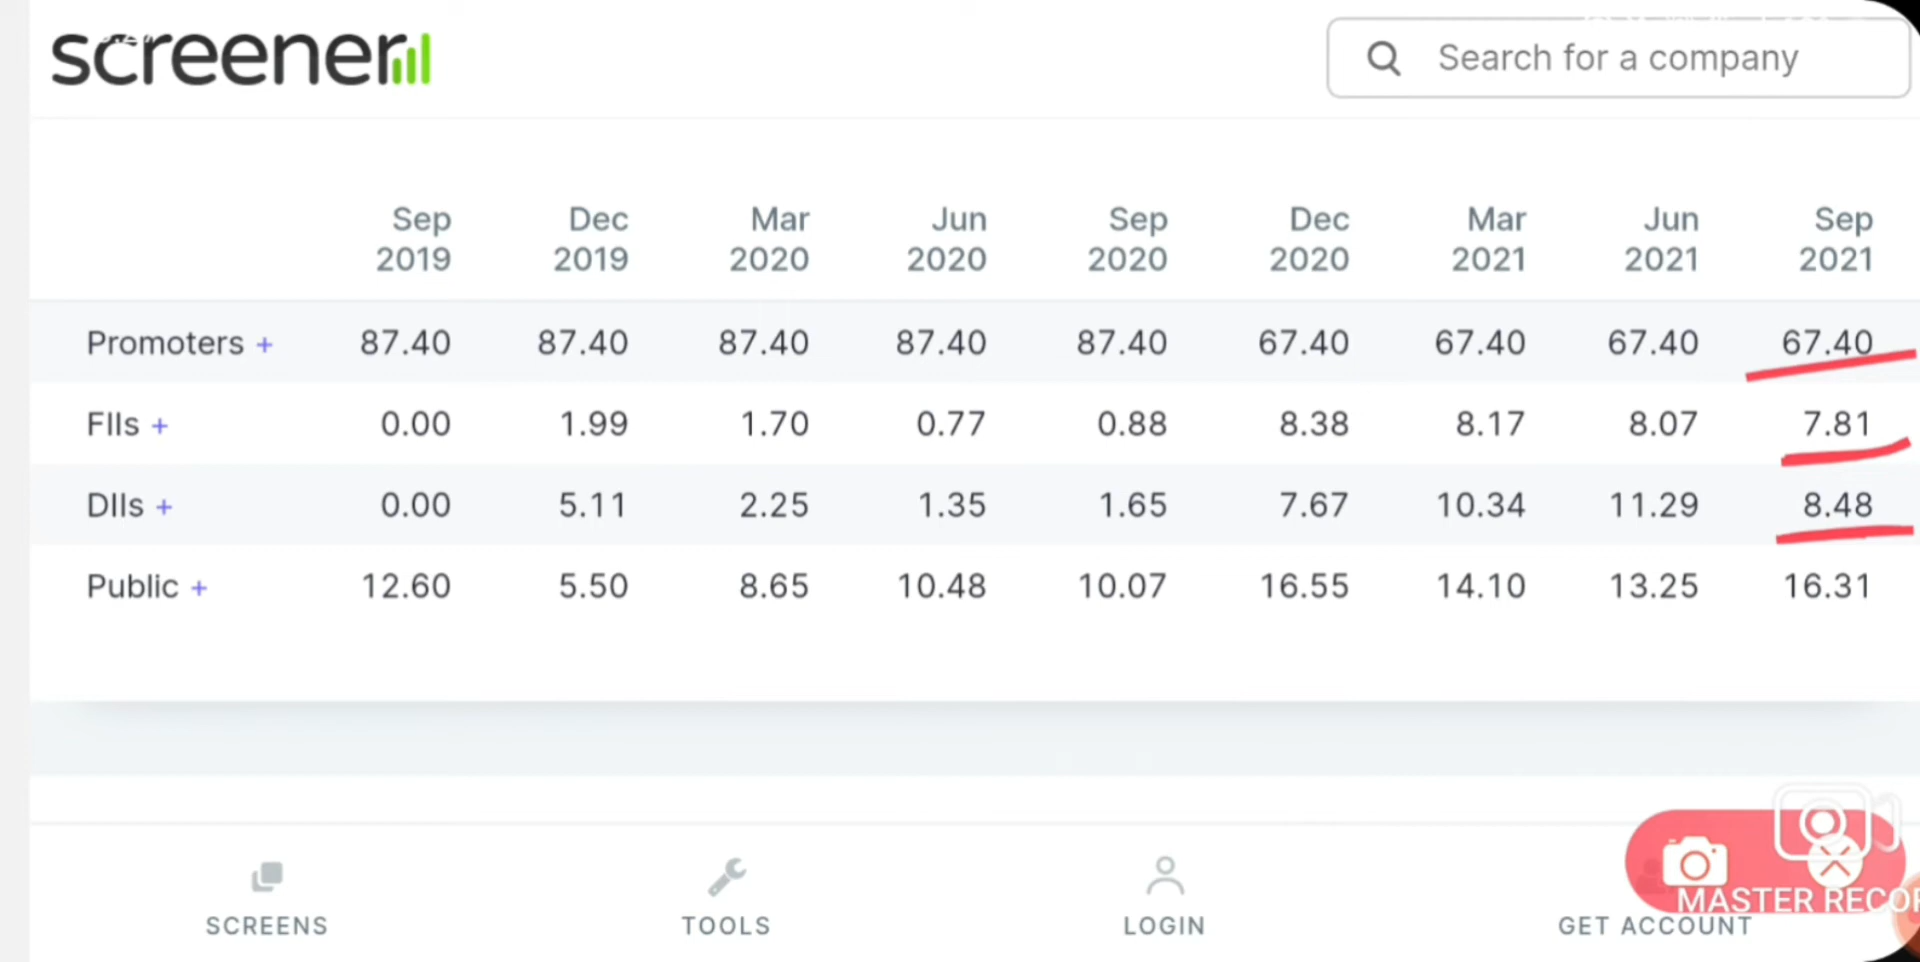 screener
Search for a company
Sep 2019 Dec 2019 Mar 2020 Jun 2020 Sep 2020 Dec 2020 Mar 2021 Jun 2021 Sep 2021
Promoters + 87.40 87.40 87.40 87.40 87.40 67.40 67.40 67.40 67.40
FIIs + 0.00 1.99 1.70 0.77 0.88 8.38 8.17 8.07 7.81
DIIs + 0.00 5.11 2.25 1.35 1.65 7.67 10.34 11.29 8.48
Public + 12.60 5.50 8.65 10.48 10.07 16.55 14.10 13.25 16.31
MASTER RECOR
SCREENS TOOLS LOGIN GET ACCOUNT